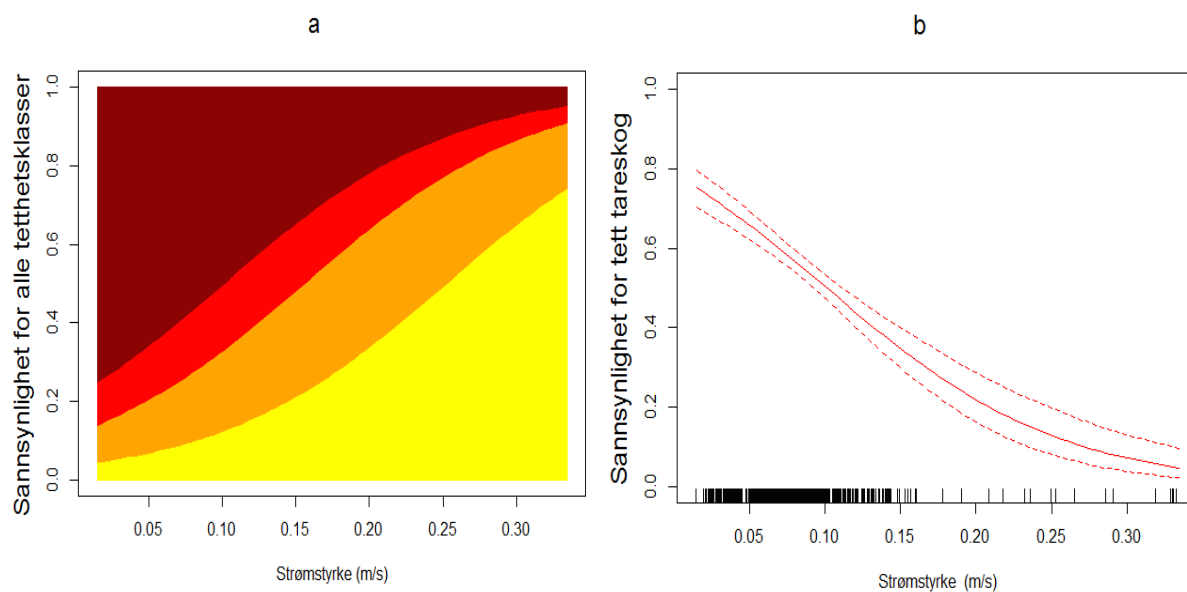 a
Sannsynlighet for alle tetthetsklasser
1.0
0.8
0.6
0.4
0.2
0.0
0.05 0.10 0.15 0.20 0.25 0.30
Strømstyrke (m/s)
b
Sannsynlighet for tett tareskog
1.0
0.8
0.6
0.4
0.2
0.0
0.05 0.10 0.15 0.20 0.25 0.30
Strømstyrke (m/s)